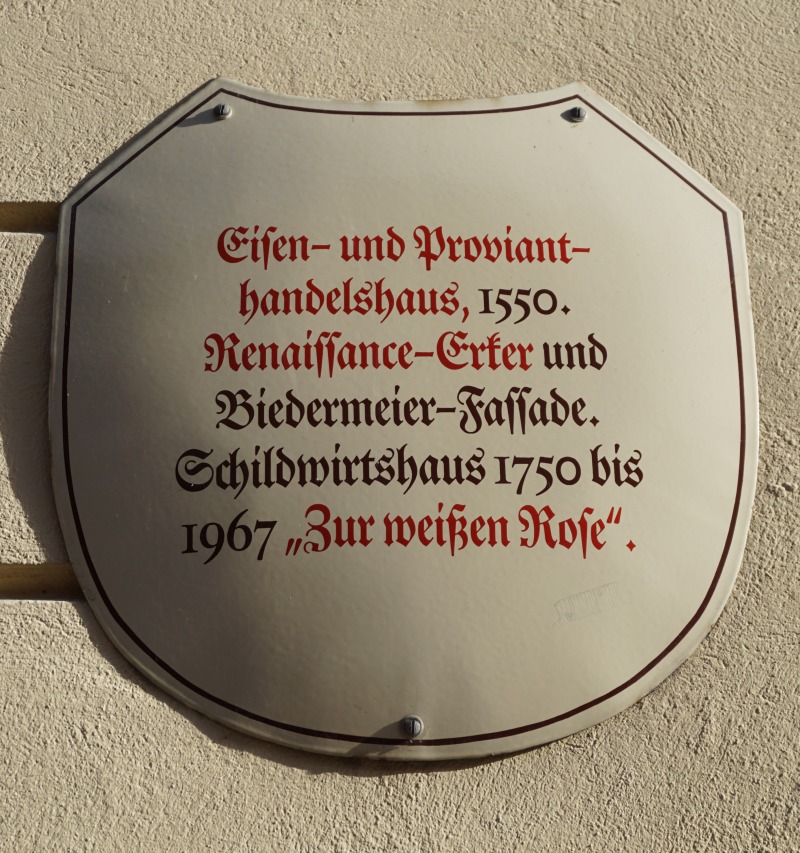 Eiſen- und Proviant-
handelshaus, 1550.
Renaiſſance-Erker und
Biedermeier-Faſſade.
Schildwirtshaus 1750 bis
1967 „Zur weißen Roſe“.